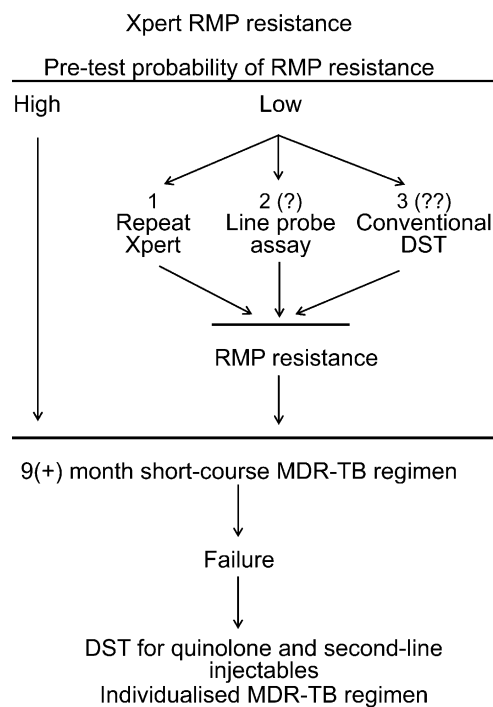 Xpert RMP resistance
Pre-test probability of RMP resistance
High
Low
1
Repeat
Xpert
2 (?)
Line probe
assay
3 (??)
Conventional
DST
RMP resistance
9(+) month short-course MDR-TB regimen
Failure
DST for quinolone and second-line
injectables
Individualised MDR-TB regimen